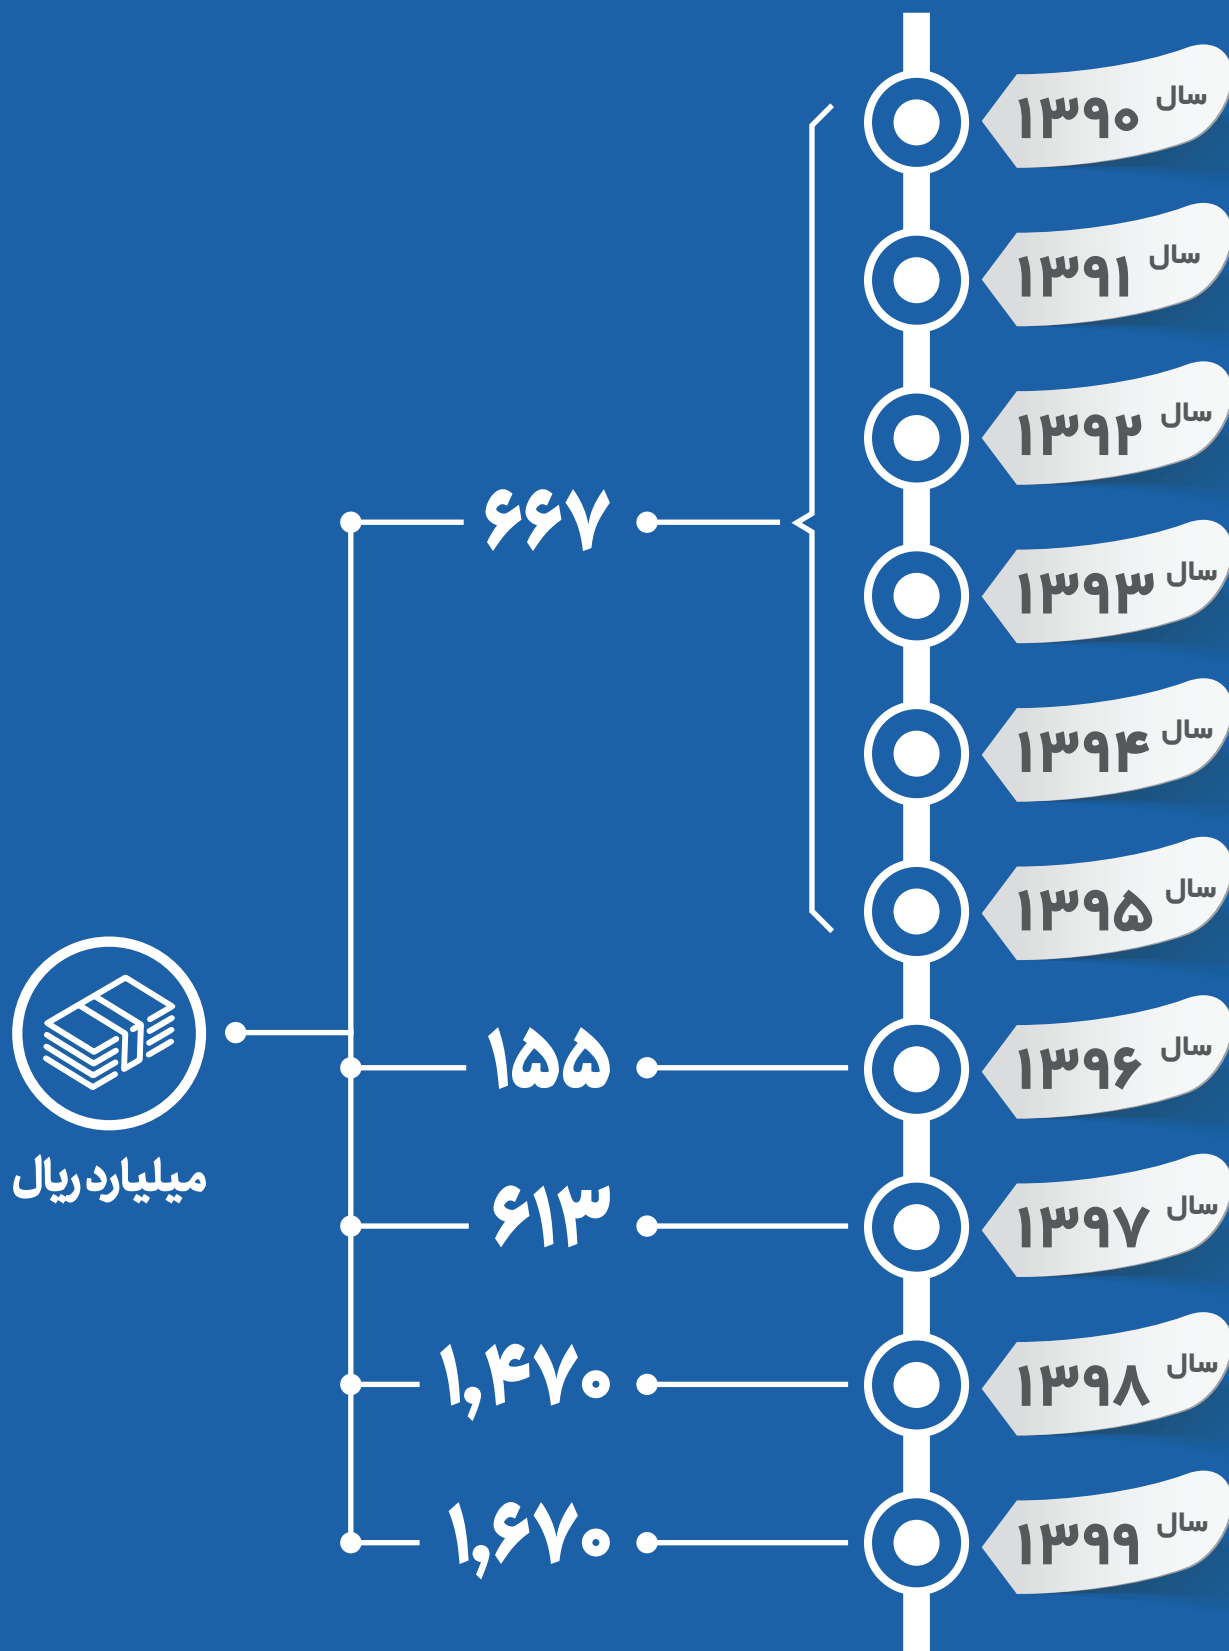 سال ۱۳۹۰
سال ۱۳۹۱
سال ۱۳۹۲
۶۶۷
سال ۱۳۹۳
سال ۱۳۹۴
سال ۱۳۹۵
سال ۱۳۹۶
۱۵۵
میلیارد ریال
سال ۱۳۹۷
۶۱۳
سال ۱۳۹۸
۱,۴۷۰
سال ۱۳۹۹
۱,۶۷۰